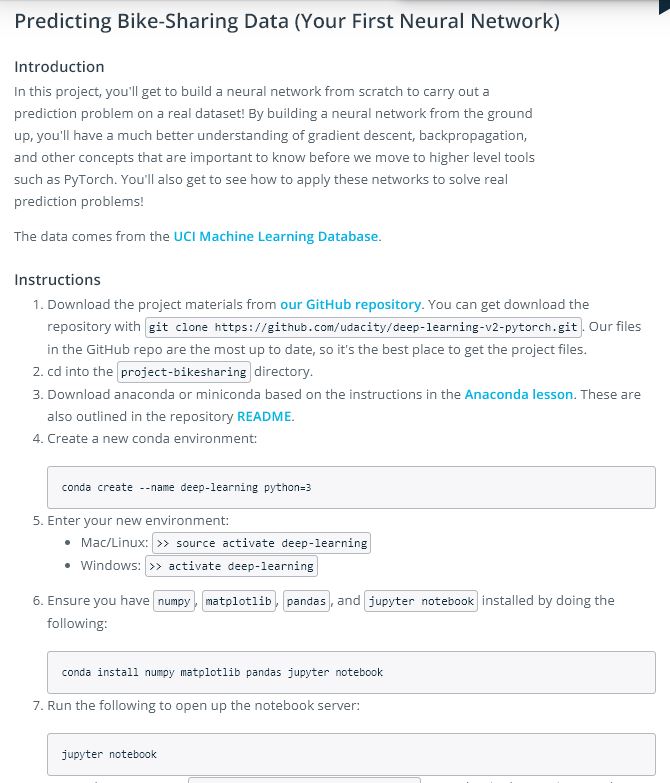 Predicting Bike-Sharing Data (Your First Neural Network)
Introduction
In this project, you'll get to build a neural network from scratch to carry out a
prediction problem on a real dataset! By building a neural network from the ground
up, you'll have a much better understanding of gradient descent, backpropagation,
and other concepts that are important to know before we move to higher level tools
such as PyTorch. You'll also get to see how to apply these networks to solve real
prediction problems!
The data comes from the UCI Machine Learning Database.
Instructions
1. Download the project materials from our GitHub repository. You can get download the
repository with git clone https://github.com/udacity/deep-learning-v2-pytorch.git. Our files
in the GitHub repo are the most up to date, so it's the best place to get the project files.
2. cd into the project-bikesharing directory.
3. Download anaconda or miniconda based on the instructions in the Anaconda lesson. These are
also outlined in the repository README.
4. Create a new conda environment:
conda create --name deep-learning python=3
5. Enter your new environment:
• Mac/Linux: >> source activate deep-learning
• Windows: >> activate deep-learning
6. Ensure you have numpy, matplotlib, pandas, and jupyter notebook installed by doing the
following:
conda install numpy matplotlib pandas jupyter notebook
7. Run the following to open up the notebook server:
jupyter notebook